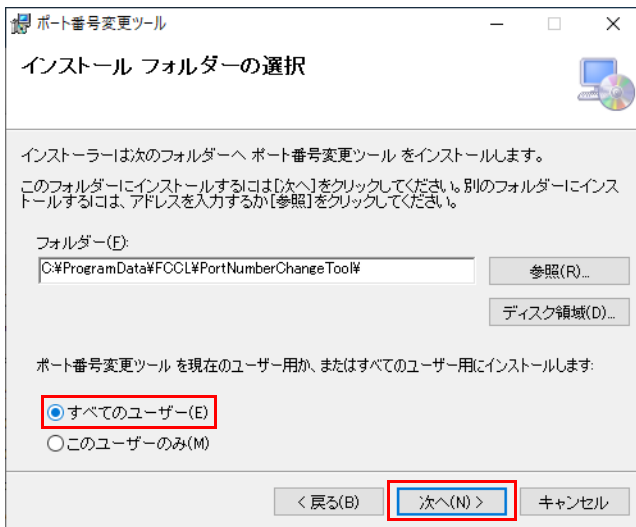 ポート番号変更ツール
インストール フォルダーの選択
インストーラーは次のフォルダーへ ポート番号変更ツール をインストールします。
このフォルダーにインストールするには[次へ]をクリックしてください。別のフォルダーにインス
トールするには、アドレスを入力するか[参照]をクリックしてください。
フォルダー(F):
C:¥ProgramData¥FCCL¥PortNumberChangeTool¥
参照(R)...
ディスク領域(D)...
ポート番号変更ツール を現在のユーザー用か、またはすべてのユーザー用にインストールします:
すべてのユーザー(E)
このユーザーのみ(M)
< 戻る(B)
次へ(N) >
キャンセル